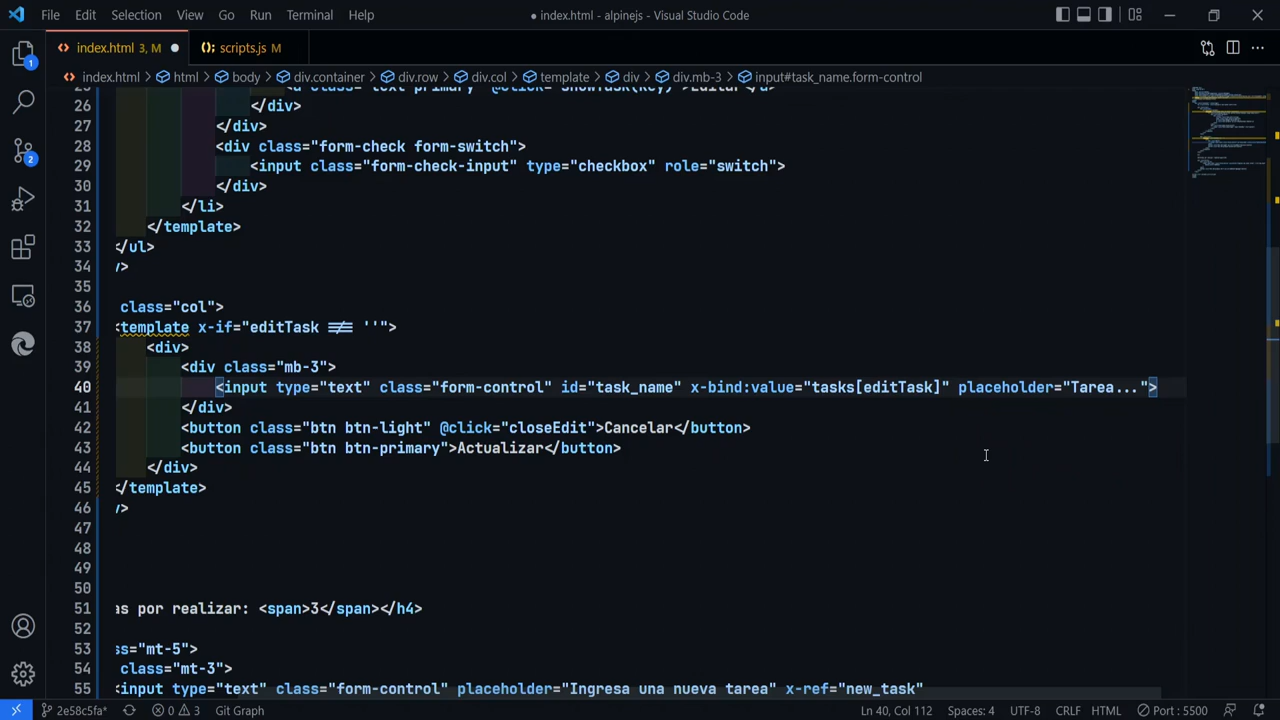 File Edit Selection View Go Run Terminal Help
● index.html - alpinejs - Visual Studio Code
index.html 3, M ●
scripts.js M
index.html > html > body > div.container > div.row > div.col > template > div > div.mb-3 > input#task_name.form-control
26 </div>
27 </div>
28 <div class="form-check form-switch">
29 <input class="form-check-input" type="checkbox" role="switch">
30 </div>
31 </li>
32 </template>
33 </ul>
34 >
35
36 class="col">
37 <template x-if="editTask !== ''">
38 <div>
39 <div class="mb-3">
40 <input type="text" class="form-control" id="task_name" x-bind:value="tasks[editTask]" placeholder="Tarea...">
41 </div>
42 <button class="btn btn-light" @click="closeEdit">Cancelar</button>
43 <button class="btn btn-primary">Actualizar</button>
44 </div>
45 </template>
46 >
47
48
49
50
51 as por realizar: <span>3</span></h4>
52
53 ss="mt-5">
54 class="mt-3">
55 <input type="text" class="form-control" placeholder="Ingresa una nueva tarea" x-ref="new_task"
1
2
2e58c5fa* 0 3 Git Graph
Ln 40, Col 112 Spaces: 4 UTF-8 CRLF HTML Port : 5500